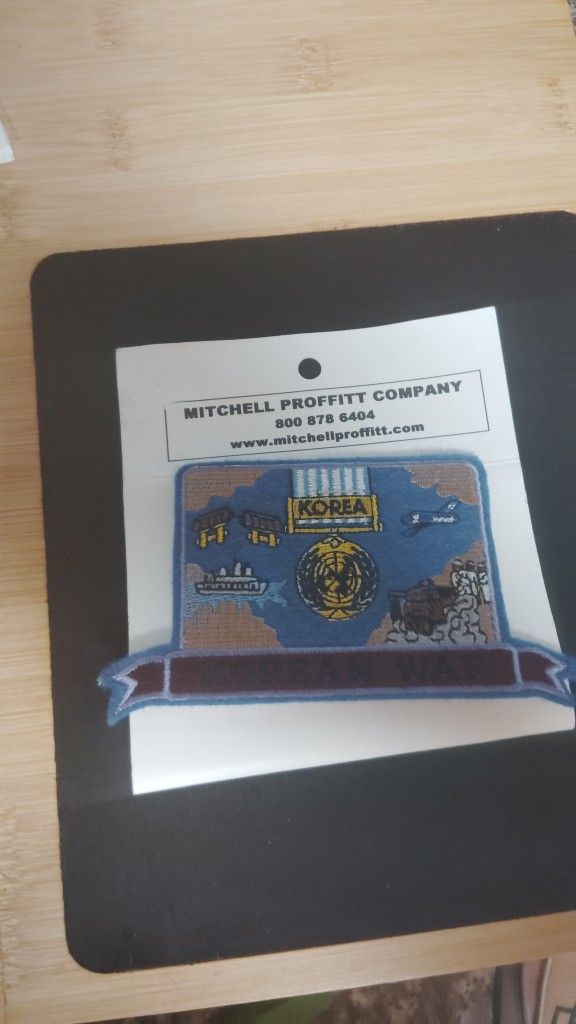 MITCHELL PROFFITT COMPANY
800 878 6404
www.mitchellproffitt.com
KOREA
KOREAN WAR